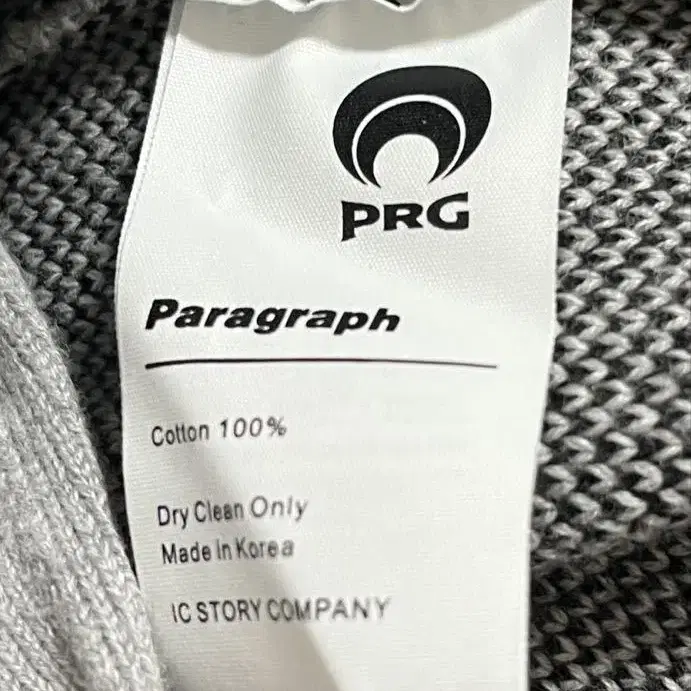 PRG
Paragraph
Cotton 100%
Dry Clean Only
Made In Korea
IC STORY COMPANY